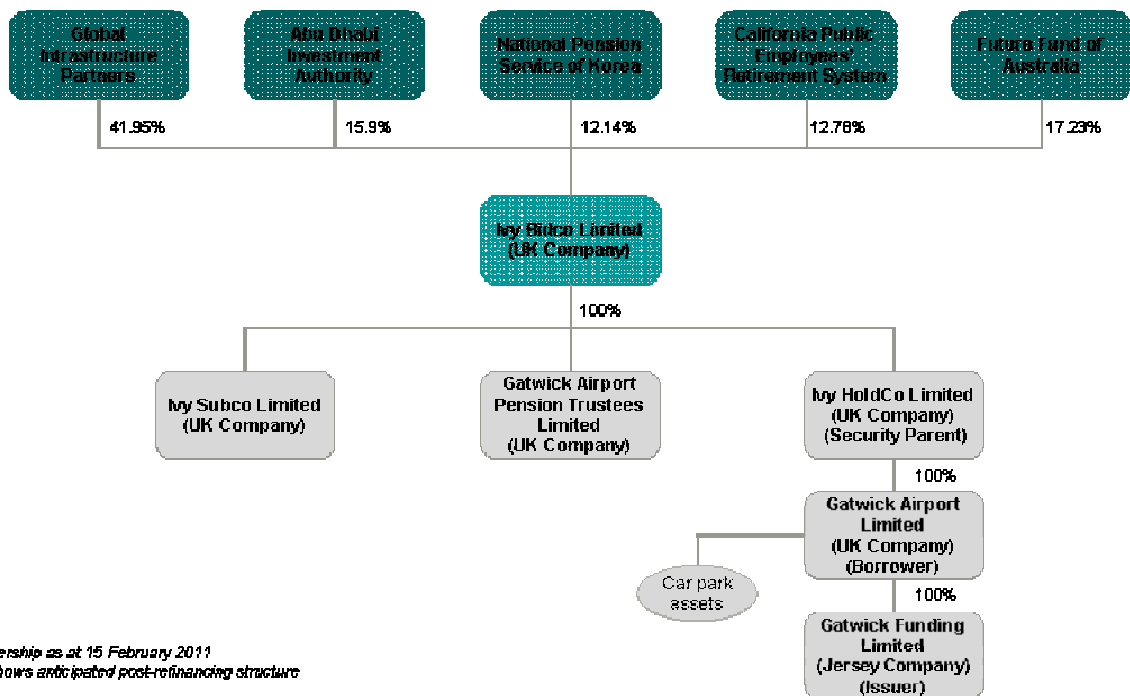 Global
Infrastructure
Partners
Abu Dhabi
Investment
Authority
National Pension
Service of Korea
California Public
Employees'
Retirement System
Future Fund of
Australia
41.95%
15.9%
12.14%
12.78%
17.23%
Ivy Bidco Limited
(UK Company)
100%
Ivy Subco Limited
(UK Company)
Gatwick Airport
Pension Trustees
Limited
(UK Company)
Ivy HoldCo Limited
(UK Company)
(Security Parent)
100%
Gatwick Airport
Limited
(UK Company)
(Borrower)
Car park
assets
100%
Gatwick Funding
Limited
(Jersey Company)
(Issuer)
ership as at 15 February 2011
hows anticipated post-refinancing structure